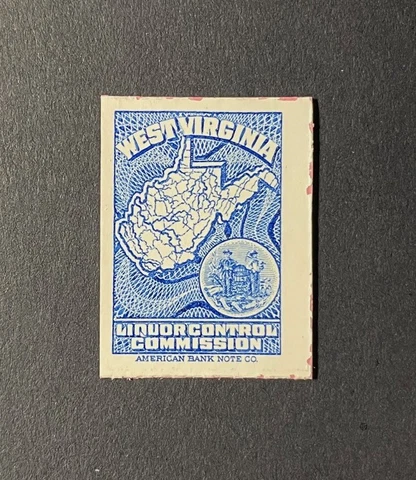 WEST VIRGINIA
LIQUOR CONTROL
COMMISSION
AMERICAN BANK NOTE CO.